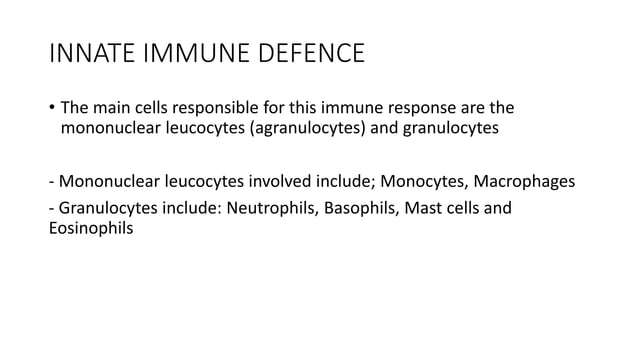 INNATE IMMUNE DEFENCE
• The main cells responsible for this immune response are the
mononuclear leucocytes (agranulocytes) and granulocytes
- Mononuclear leucocytes involved include; Monocytes, Macrophages
- Granulocytes include: Neutrophils, Basophils, Mast cells and
Eosinophils